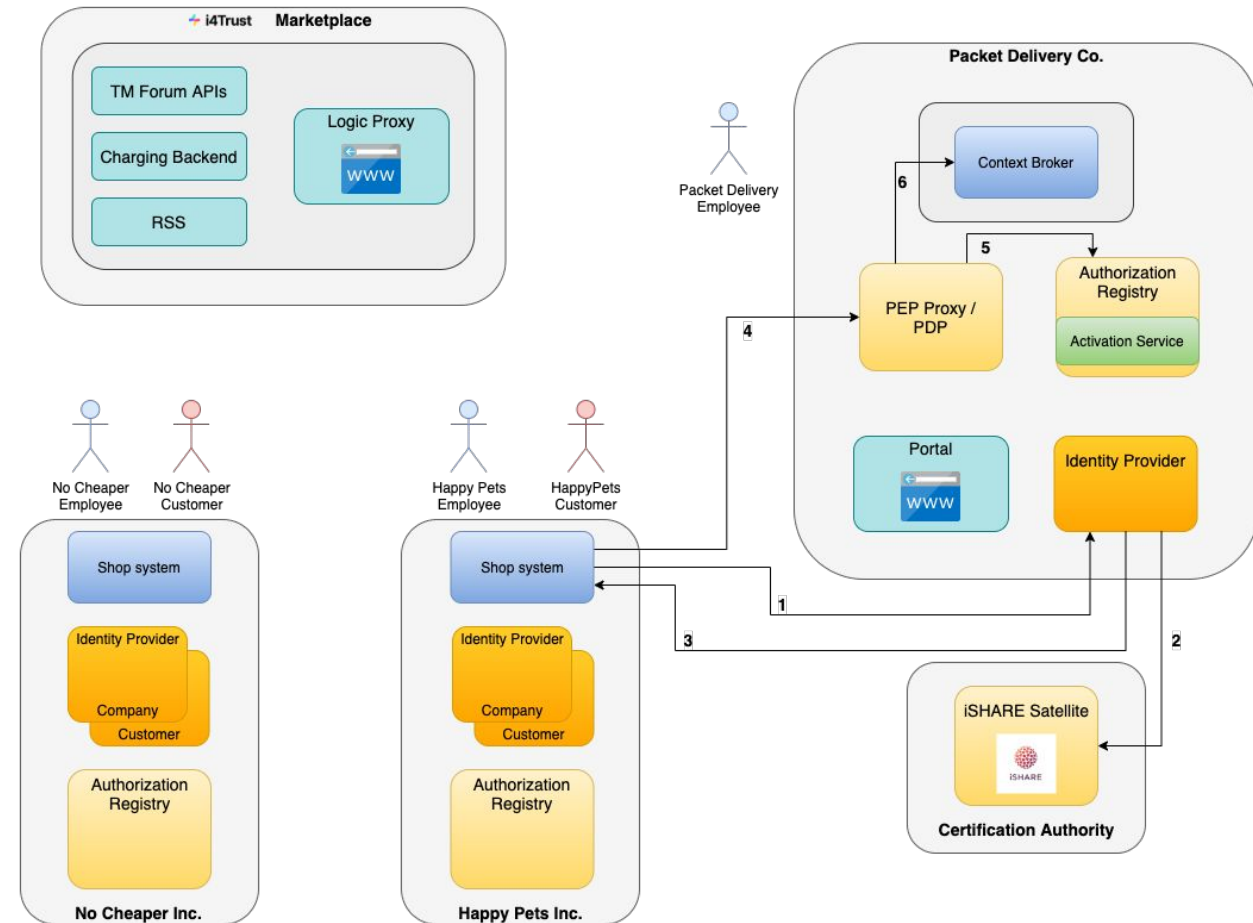 i4Trust Marketplace
TM Forum APIs
Charging Backend
RSS
Logic Proxy
www
Packet Delivery
Employee
Packet Delivery Co.
Context Broker
6
5
PEP Proxy /
PDP
Authorization
Registry
Activation Service
4
Portal
www
Identity Provider
No Cheaper
Employee
No Cheaper
Customer
Happy Pets
Employee
HappyPets
Customer
Shop system
Identity Provider
Company
Customer
Authorization
Registry
No Cheaper Inc.
Shop system
Identity Provider
Company
Customer
Authorization
Registry
Happy Pets Inc.
1
3
2
iSHARE Satellite
iSHARE
Certification Authority